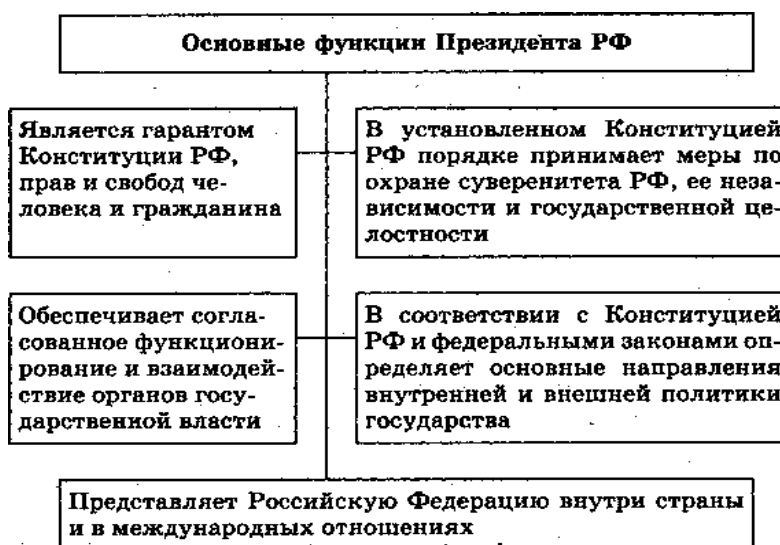 Основные функции Президента РФ
Является гарантом
Конституции РФ,
прав и свобод че-
ловека и гражданина
В установленном Конституцией
РФ порядке принимает меры по
охране суверенитета РФ, ее неза-
висимости и государственной це-
лостности
Обеспечивает согла-
сованное функциони-
рование и взаимодей-
ствие органов госу-
дарственной власти
В соответствии с Конституцией
РФ и федеральными законами оп-
ределяет основные направления
внутренней и внешней политики
государства
Представляет Российскую Федерацию внутри страны
и в международных отношениях